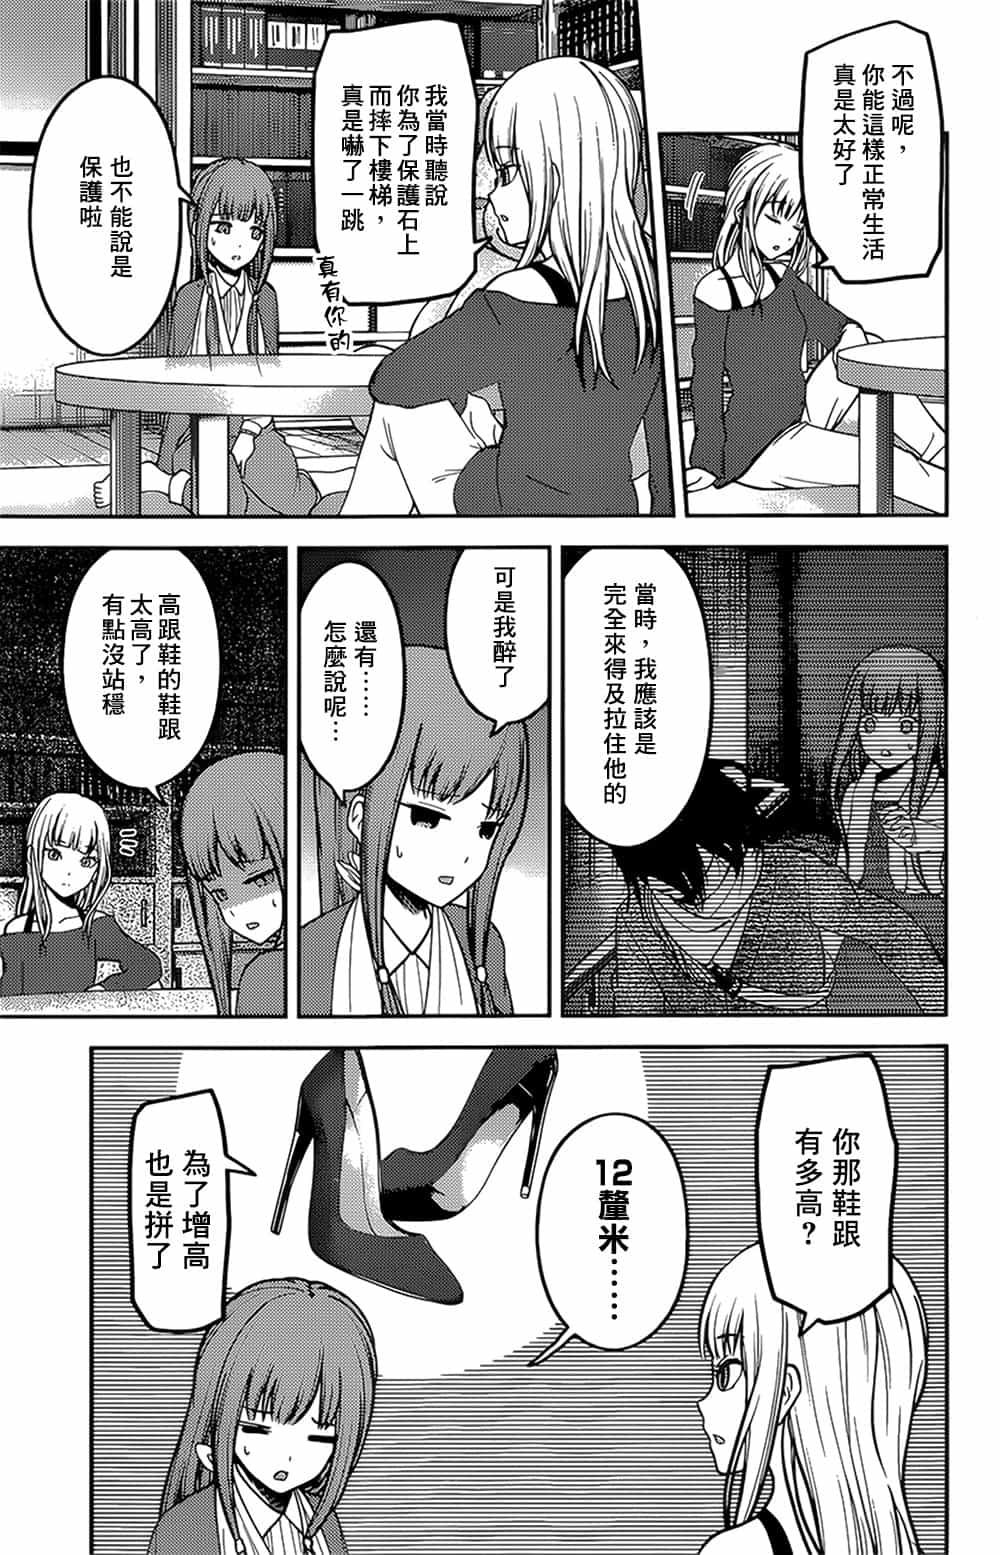 不過呢，
你能這樣正常生活
真是太好了
我當時聽說
你為了保護石上
而摔下樓梯，
真是嚇了一跳
真有你的
也不能說是
保護啦
當時，我應該是
完全來得及拉住他的
可是我醉了
還有……
怎麼說呢…
高跟鞋的鞋跟
太高了，
有點沒站穩
你那鞋跟
有多高？
12釐米……
為了增高
也是拼了